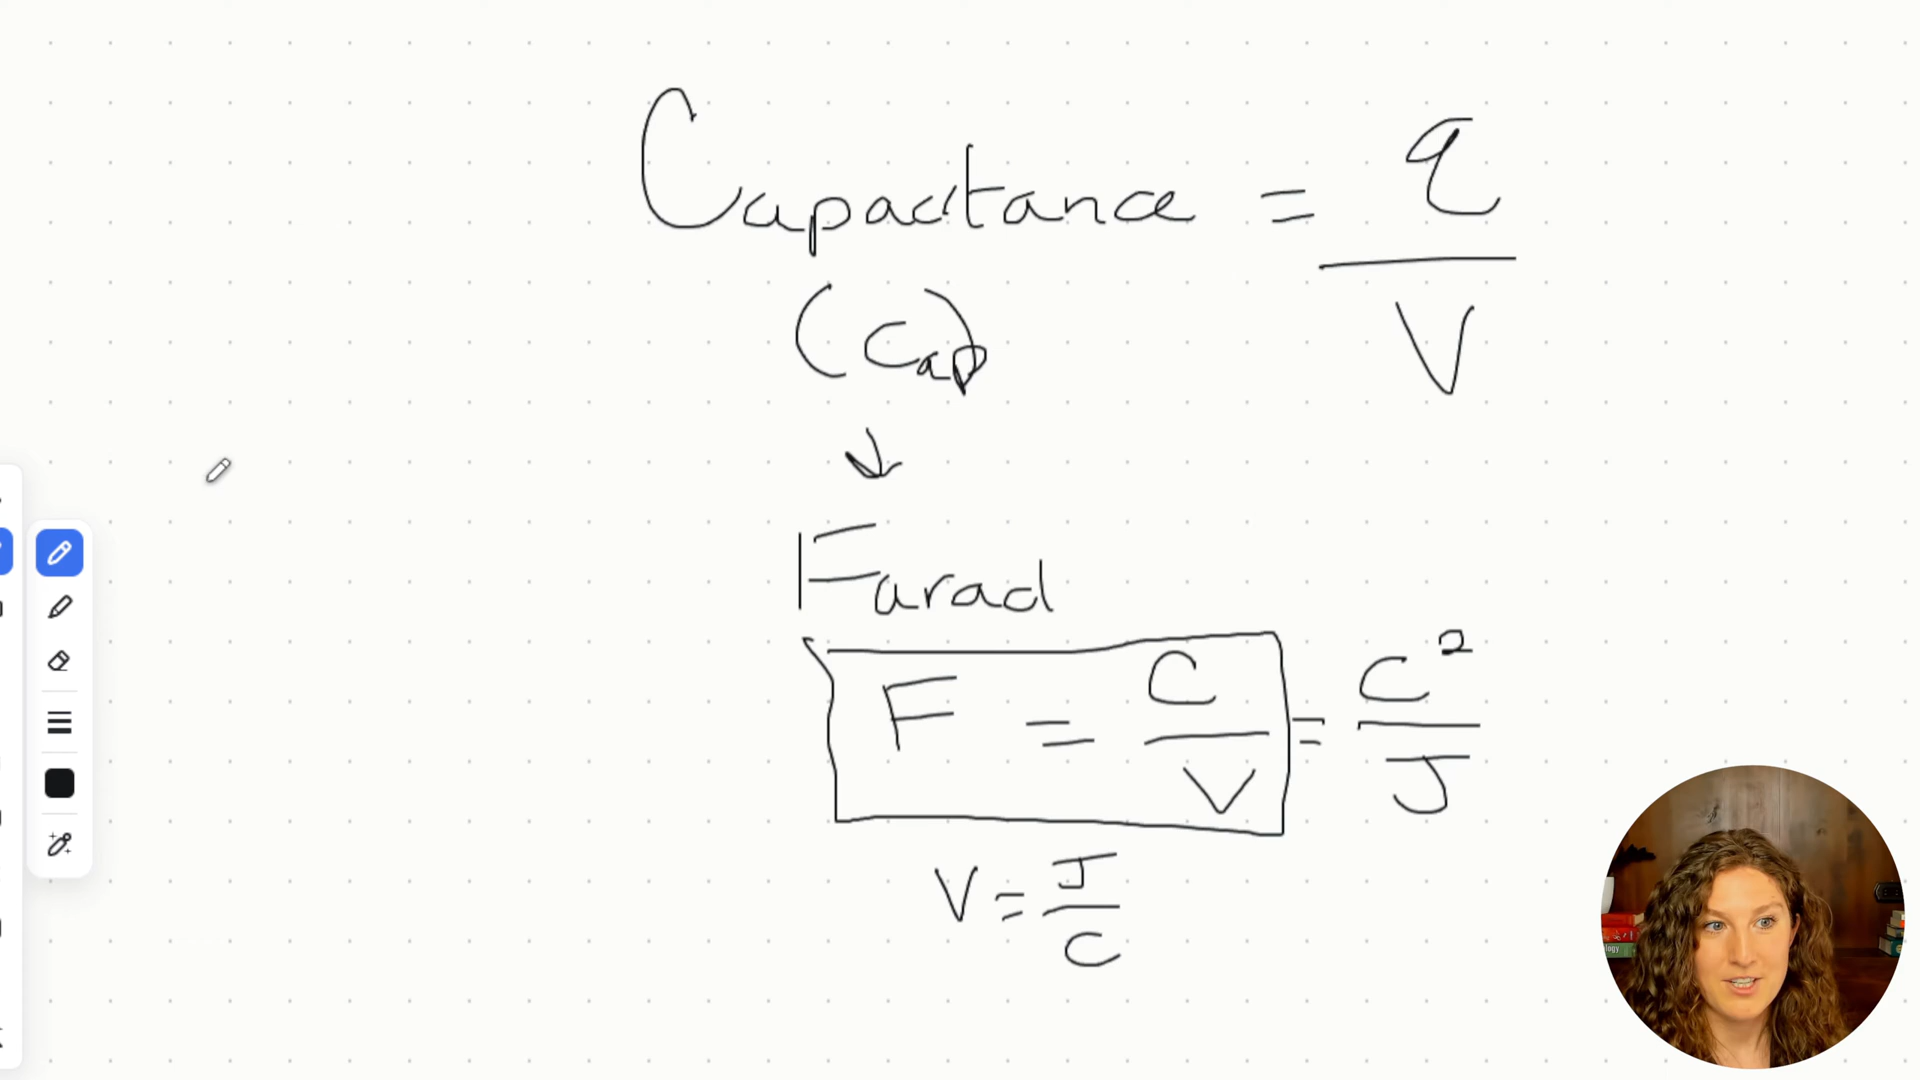 Capacitance = q / V
(Cap)
Farad
F = C / V = C² / J
V = J / C